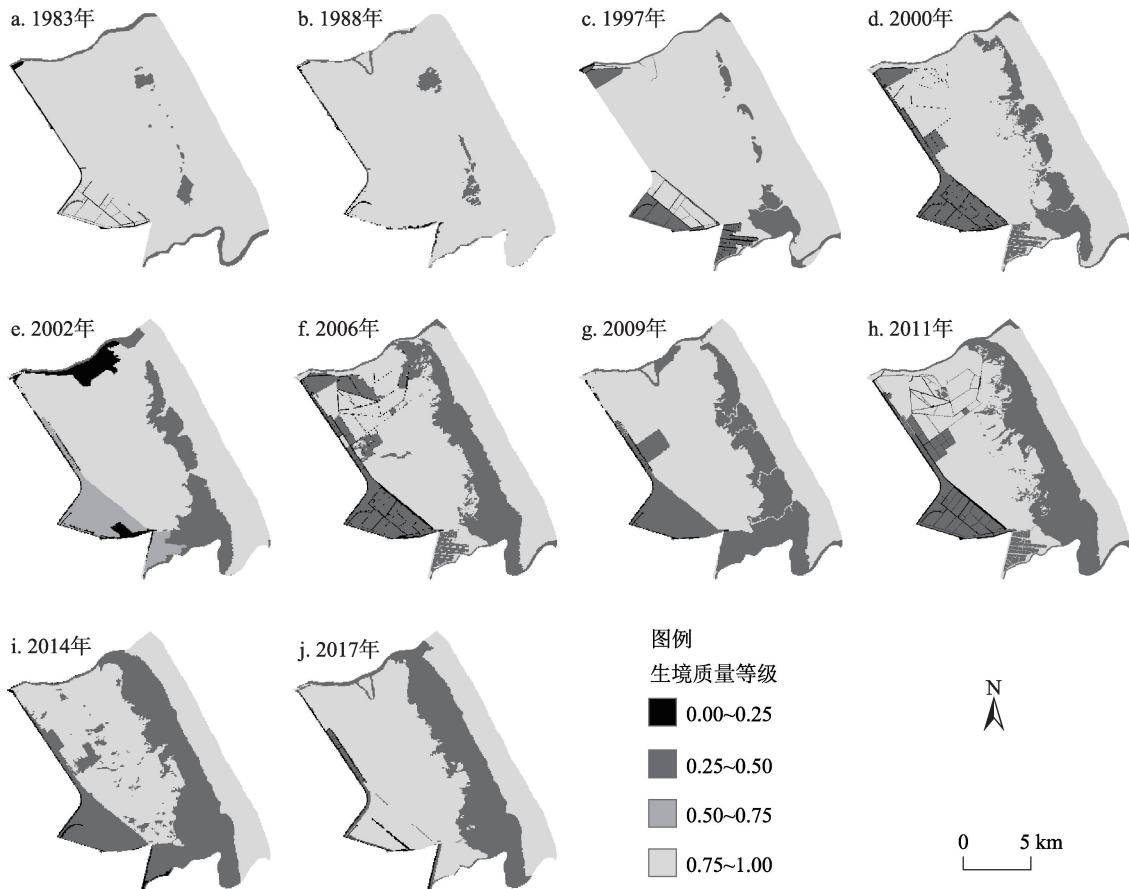 a. 1983年
b. 1988年
c. 1997年
d. 2000年
e. 2002年
f. 2006年
g. 2009年
h. 2011年
i. 2014年
j. 2017年
图例
生境质量等级
0.00~0.25
0.25~0.50
0.50~0.75
0.75~1.00
N
0 5 km